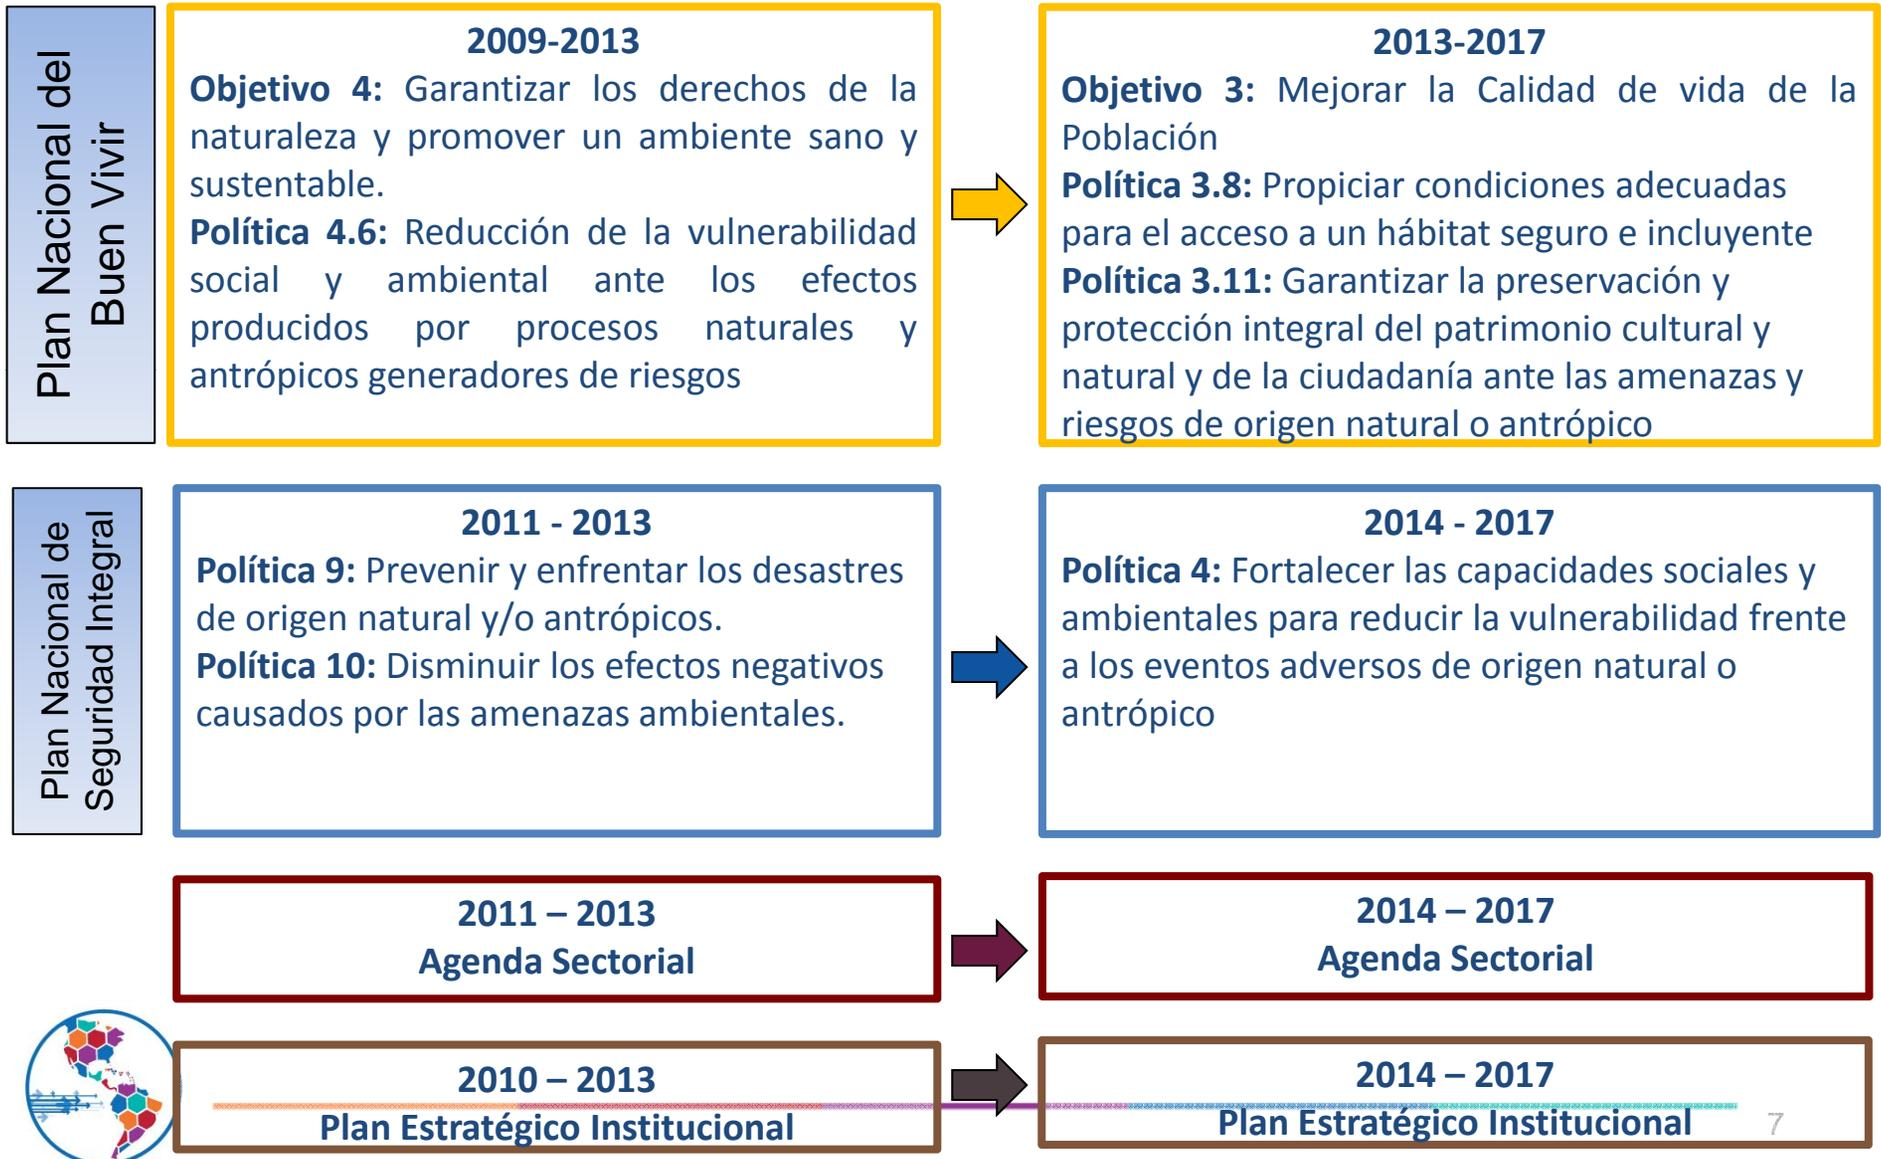 Plan Nacional del
Buen Vivir
2009-2013
Objetivo 4: Garantizar los derechos de la
naturaleza y promover un ambiente sano y
sustentable.
Política 4.6: Reducción de la vulnerabilidad
social y ambiental ante los efectos
producidos por procesos naturales y
antrópicos generadores de riesgos
2013-2017
Objetivo 3: Mejorar la Calidad de vida de la
Población
Política 3.8: Propiciar condiciones adecuadas
para el acceso a un hábitat seguro e incluyente
Política 3.11: Garantizar la preservación y
protección integral del patrimonio cultural y
natural y de la ciudadanía ante las amenazas y
riesgos de origen natural o antrópico
Plan Nacional de
Seguridad Integral
2011 - 2013
Política 9: Prevenir y enfrentar los desastres
de origen natural y/o antrópicos.
Política 10: Disminuir los efectos negativos
causados por las amenazas ambientales.
2014 - 2017
Política 4: Fortalecer las capacidades sociales y
ambientales para reducir la vulnerabilidad frente
a los eventos adversos de origen natural o
antrópico
2011 – 2013
Agenda Sectorial
2014 – 2017
Agenda Sectorial
2010 – 2013
Plan Estratégico Institucional
2014 – 2017
Plan Estratégico Institucional
7